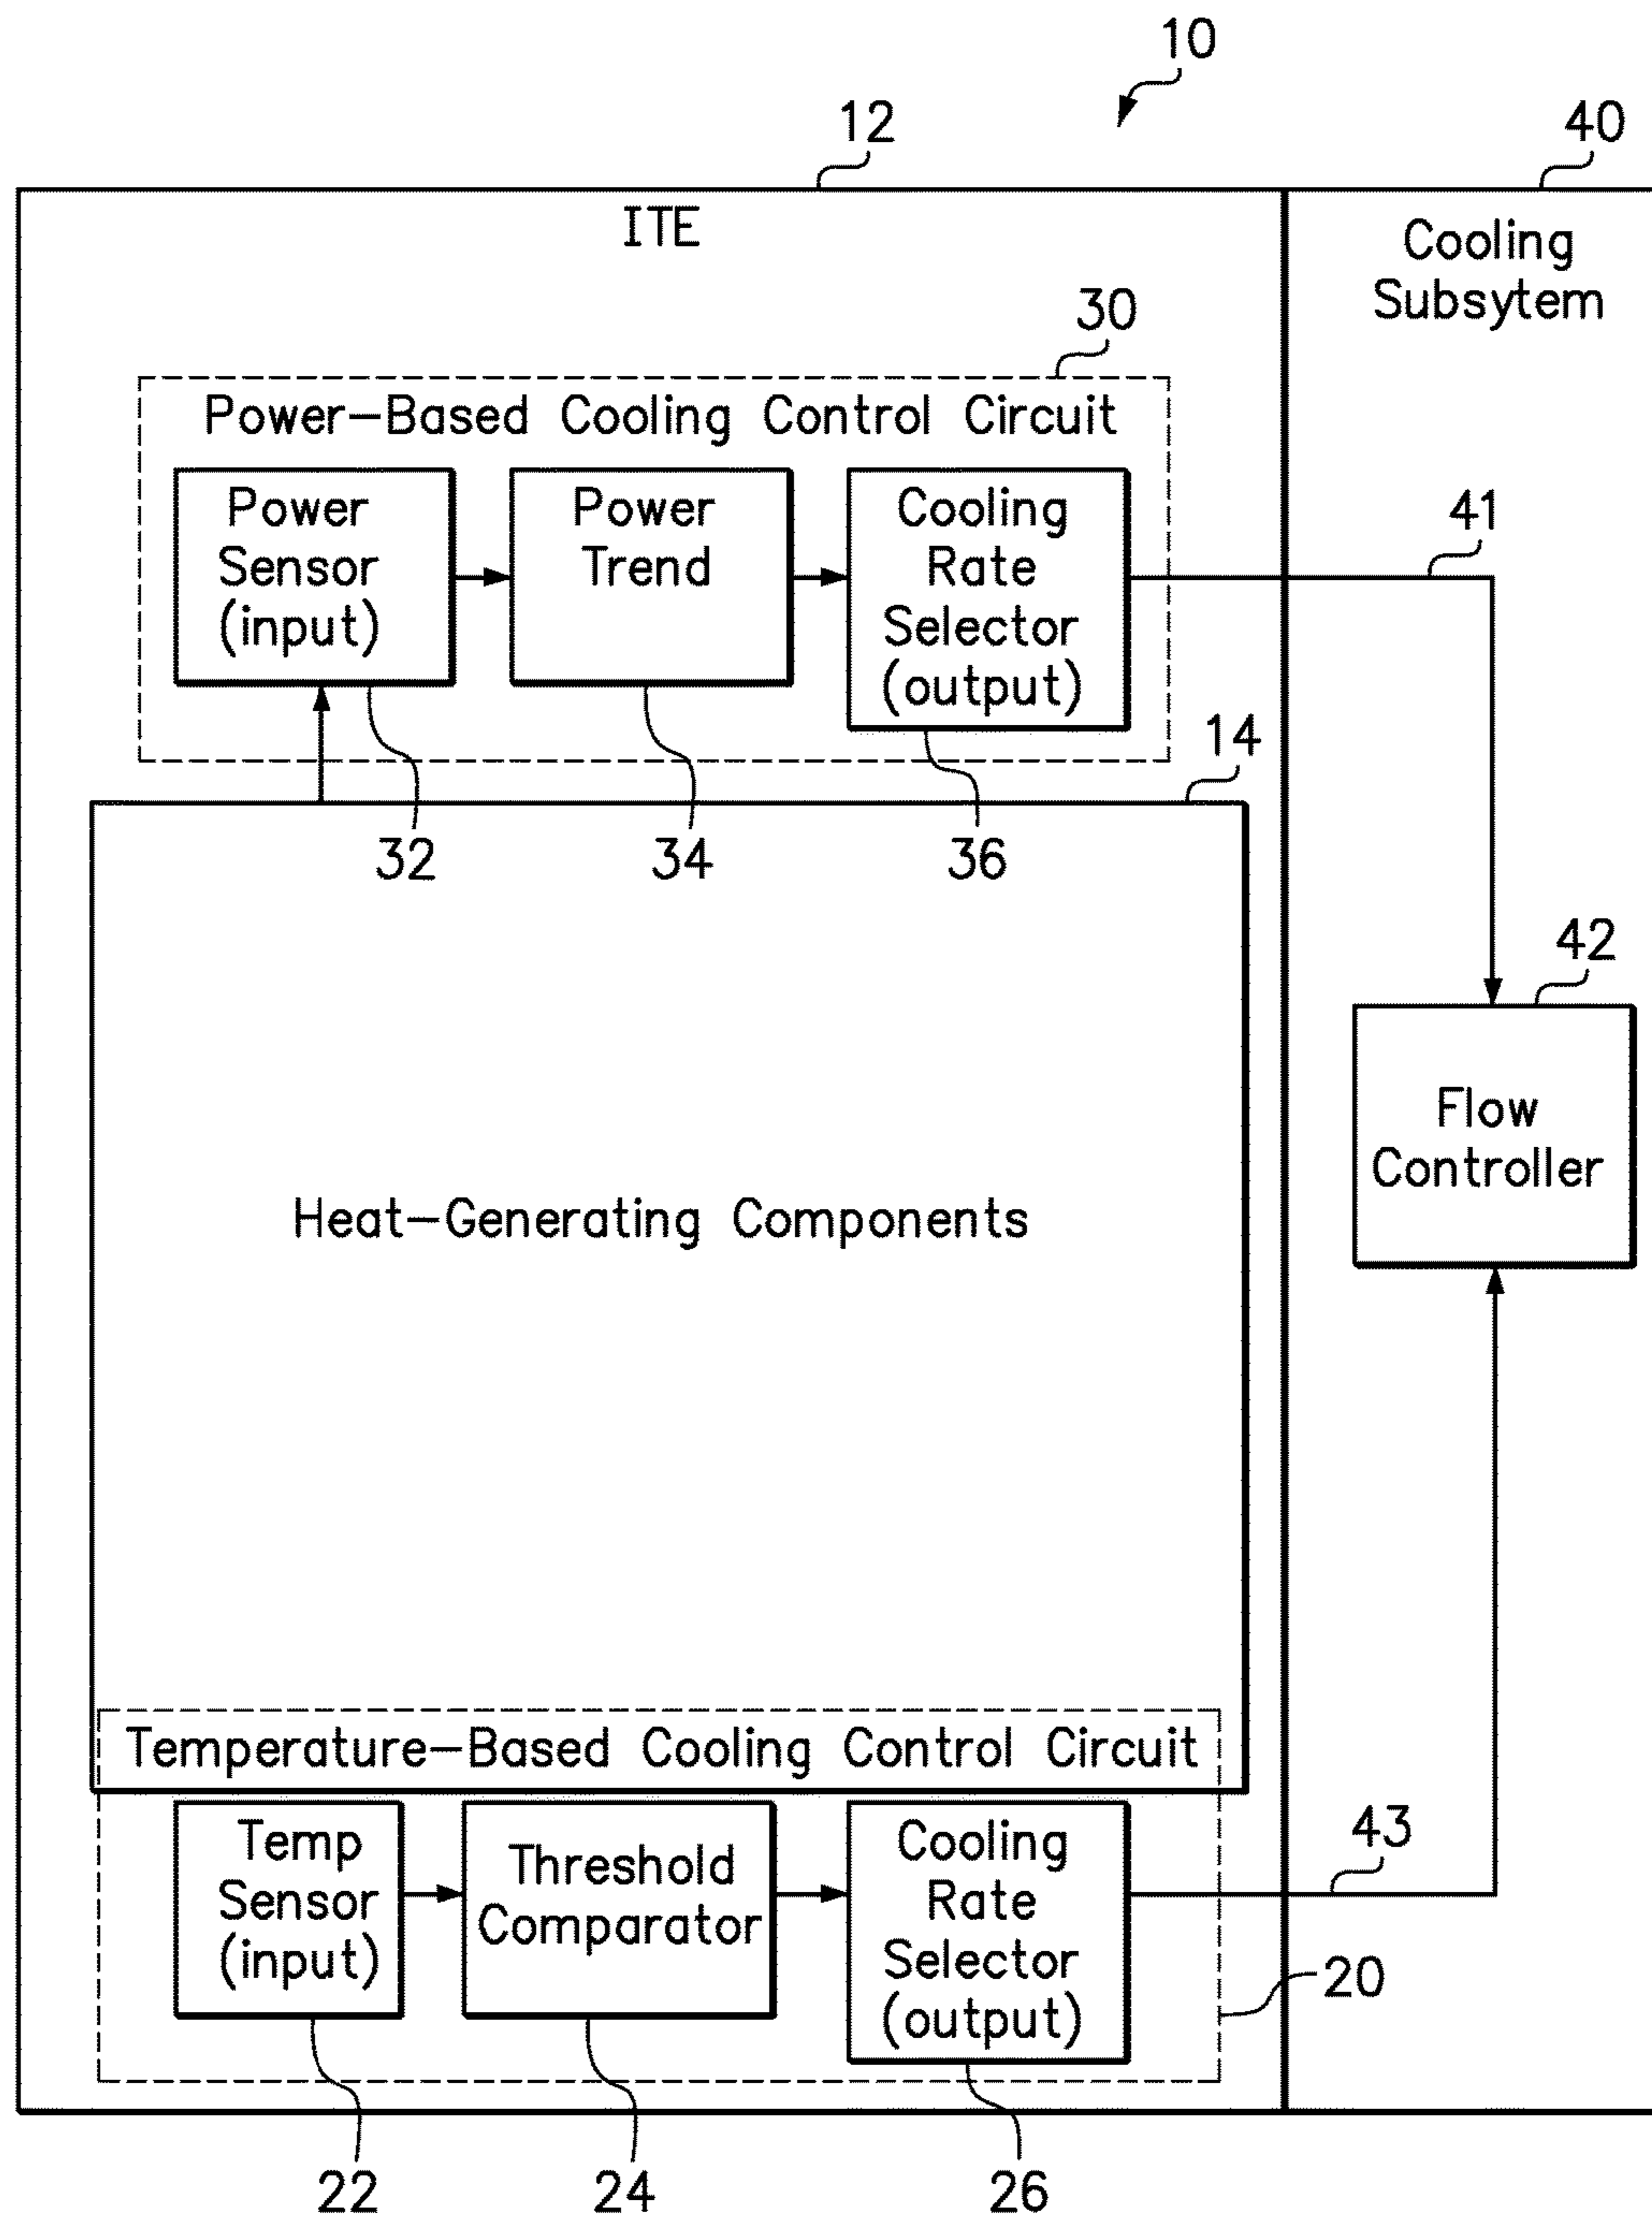 10
12
40
ITE
Cooling
Subsytem
30
Power-Based Cooling Control Circuit
Power
Sensor
(input)
Power
Trend
Cooling
Rate
Selector
(output)
41
14
32
34
36
42
Flow
Controller
Heat-Generating Components
Temperature-Based Cooling Control Circuit
Temp
Sensor
(input)
Threshold
Comparator
Cooling
Rate
Selector
(output)
43
20
22
24
26